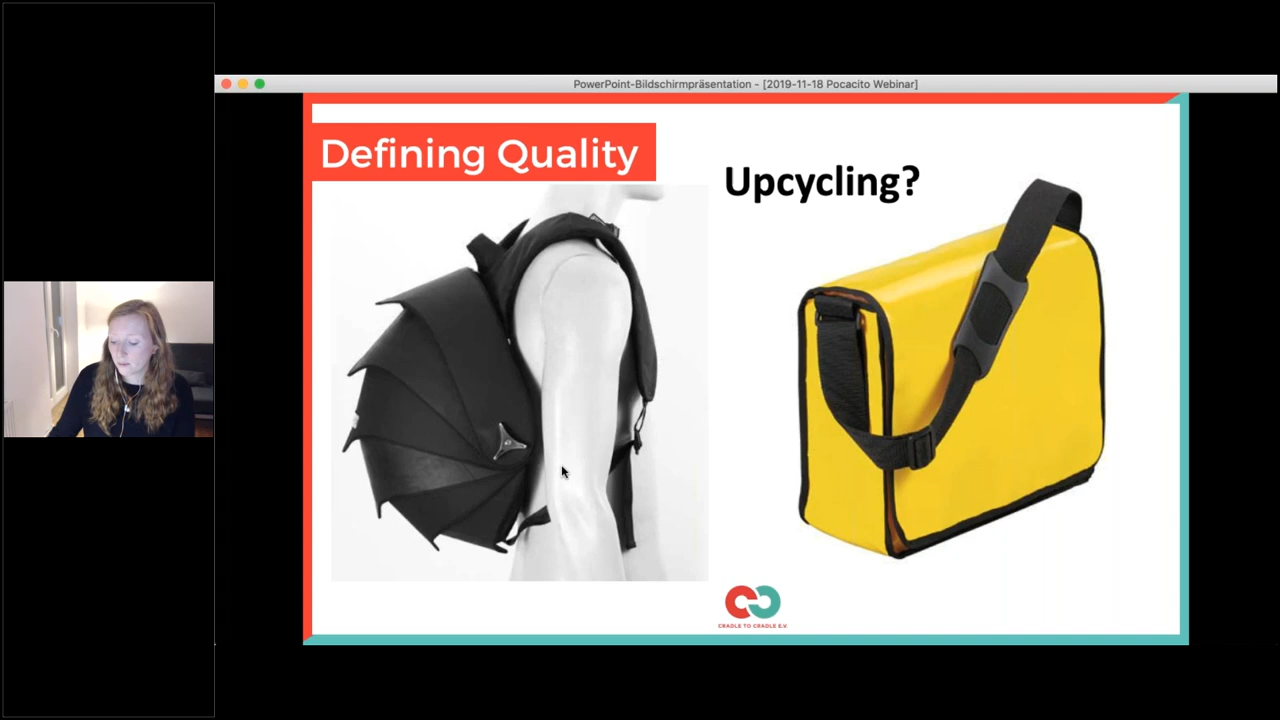 PowerPoint-Bildschirmpräsentation - [2019-11-18 Pocacito Webinar]
Defining Quality
Upcycling?
CRADLE TO CRADLE E.V.